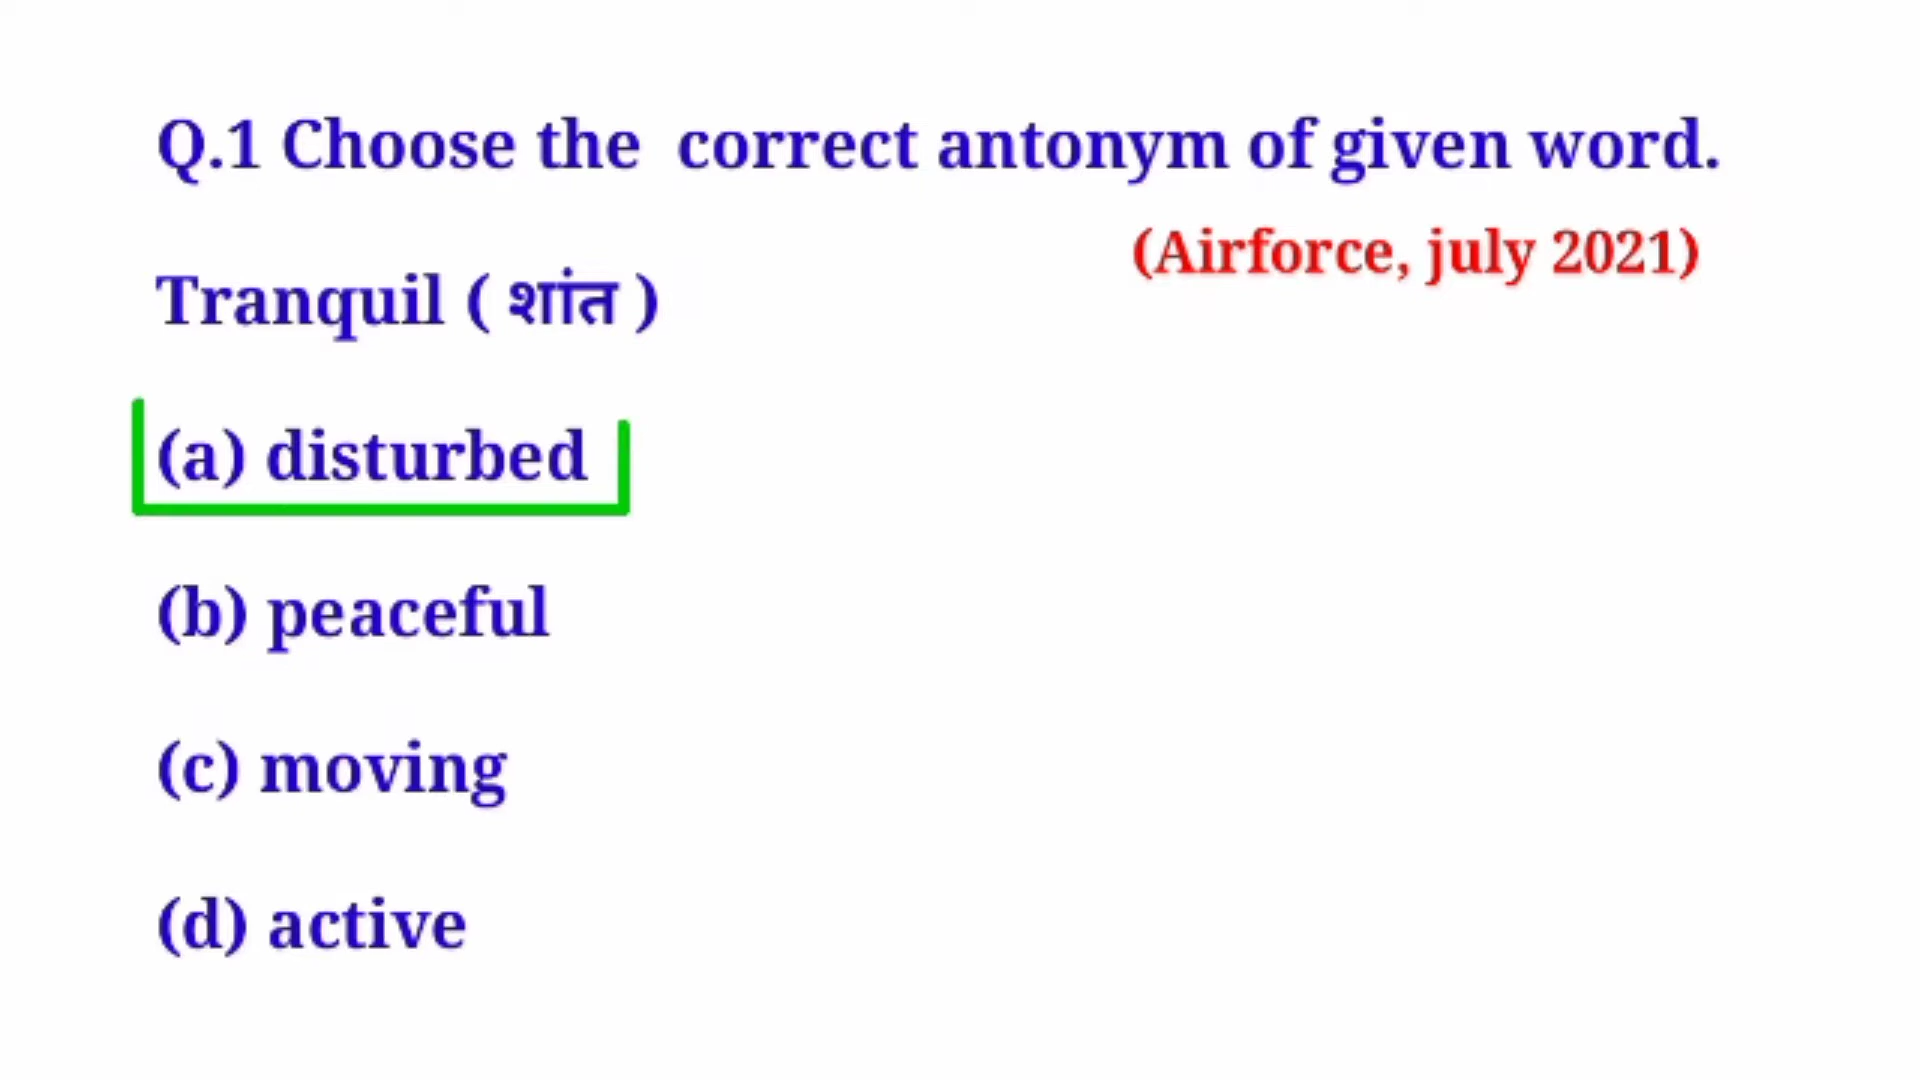 Q.1 Choose the correct antonym of given word.
(Airforce, july 2021)
Tranquil ( शांत )
(a) disturbed
(b) peaceful
(c) moving
(d) active